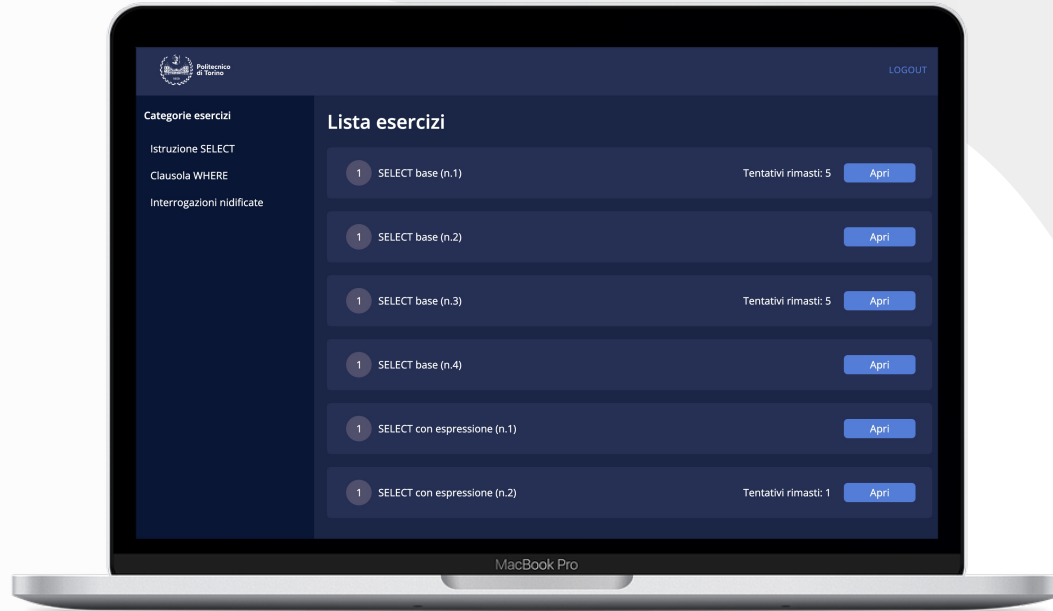 Politecnico
di Torino
LOGOUT
Categorie esercizi
Istruzione SELECT
Clausola WHERE
Interrogazioni nidificate
Lista esercizi
1 SELECT base (n.1) Tentativi rimasti: 5 Apri
1 SELECT base (n.2) Apri
1 SELECT base (n.3) Tentativi rimasti: 5 Apri
1 SELECT base (n.4) Apri
1 SELECT con espressione (n.1) Apri
1 SELECT con espressione (n.2) Tentativi rimasti: 1 Apri
MacBook Pro